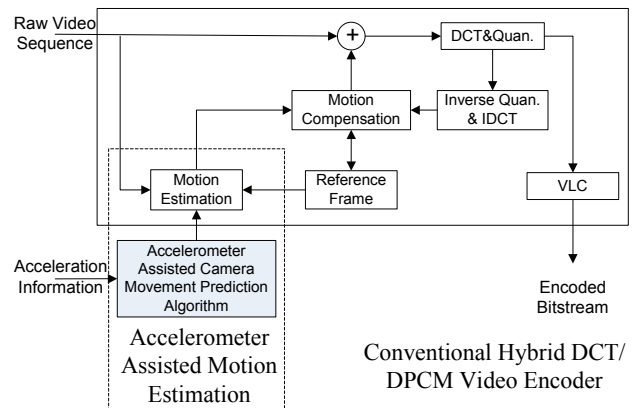 Raw Video
Sequence
DCT&Quan.
Motion
Compensation
Inverse Quan.
& IDCT
Motion
Estimation
Reference
Frame
VLC
Acceleration
Information
Accelerometer
Assisted Camera
Movement Prediction
Algorithm
Encoded
Bitstream
Accelerometer
Assisted Motion
Estimation
Conventional Hybrid DCT/
DPCM Video Encoder